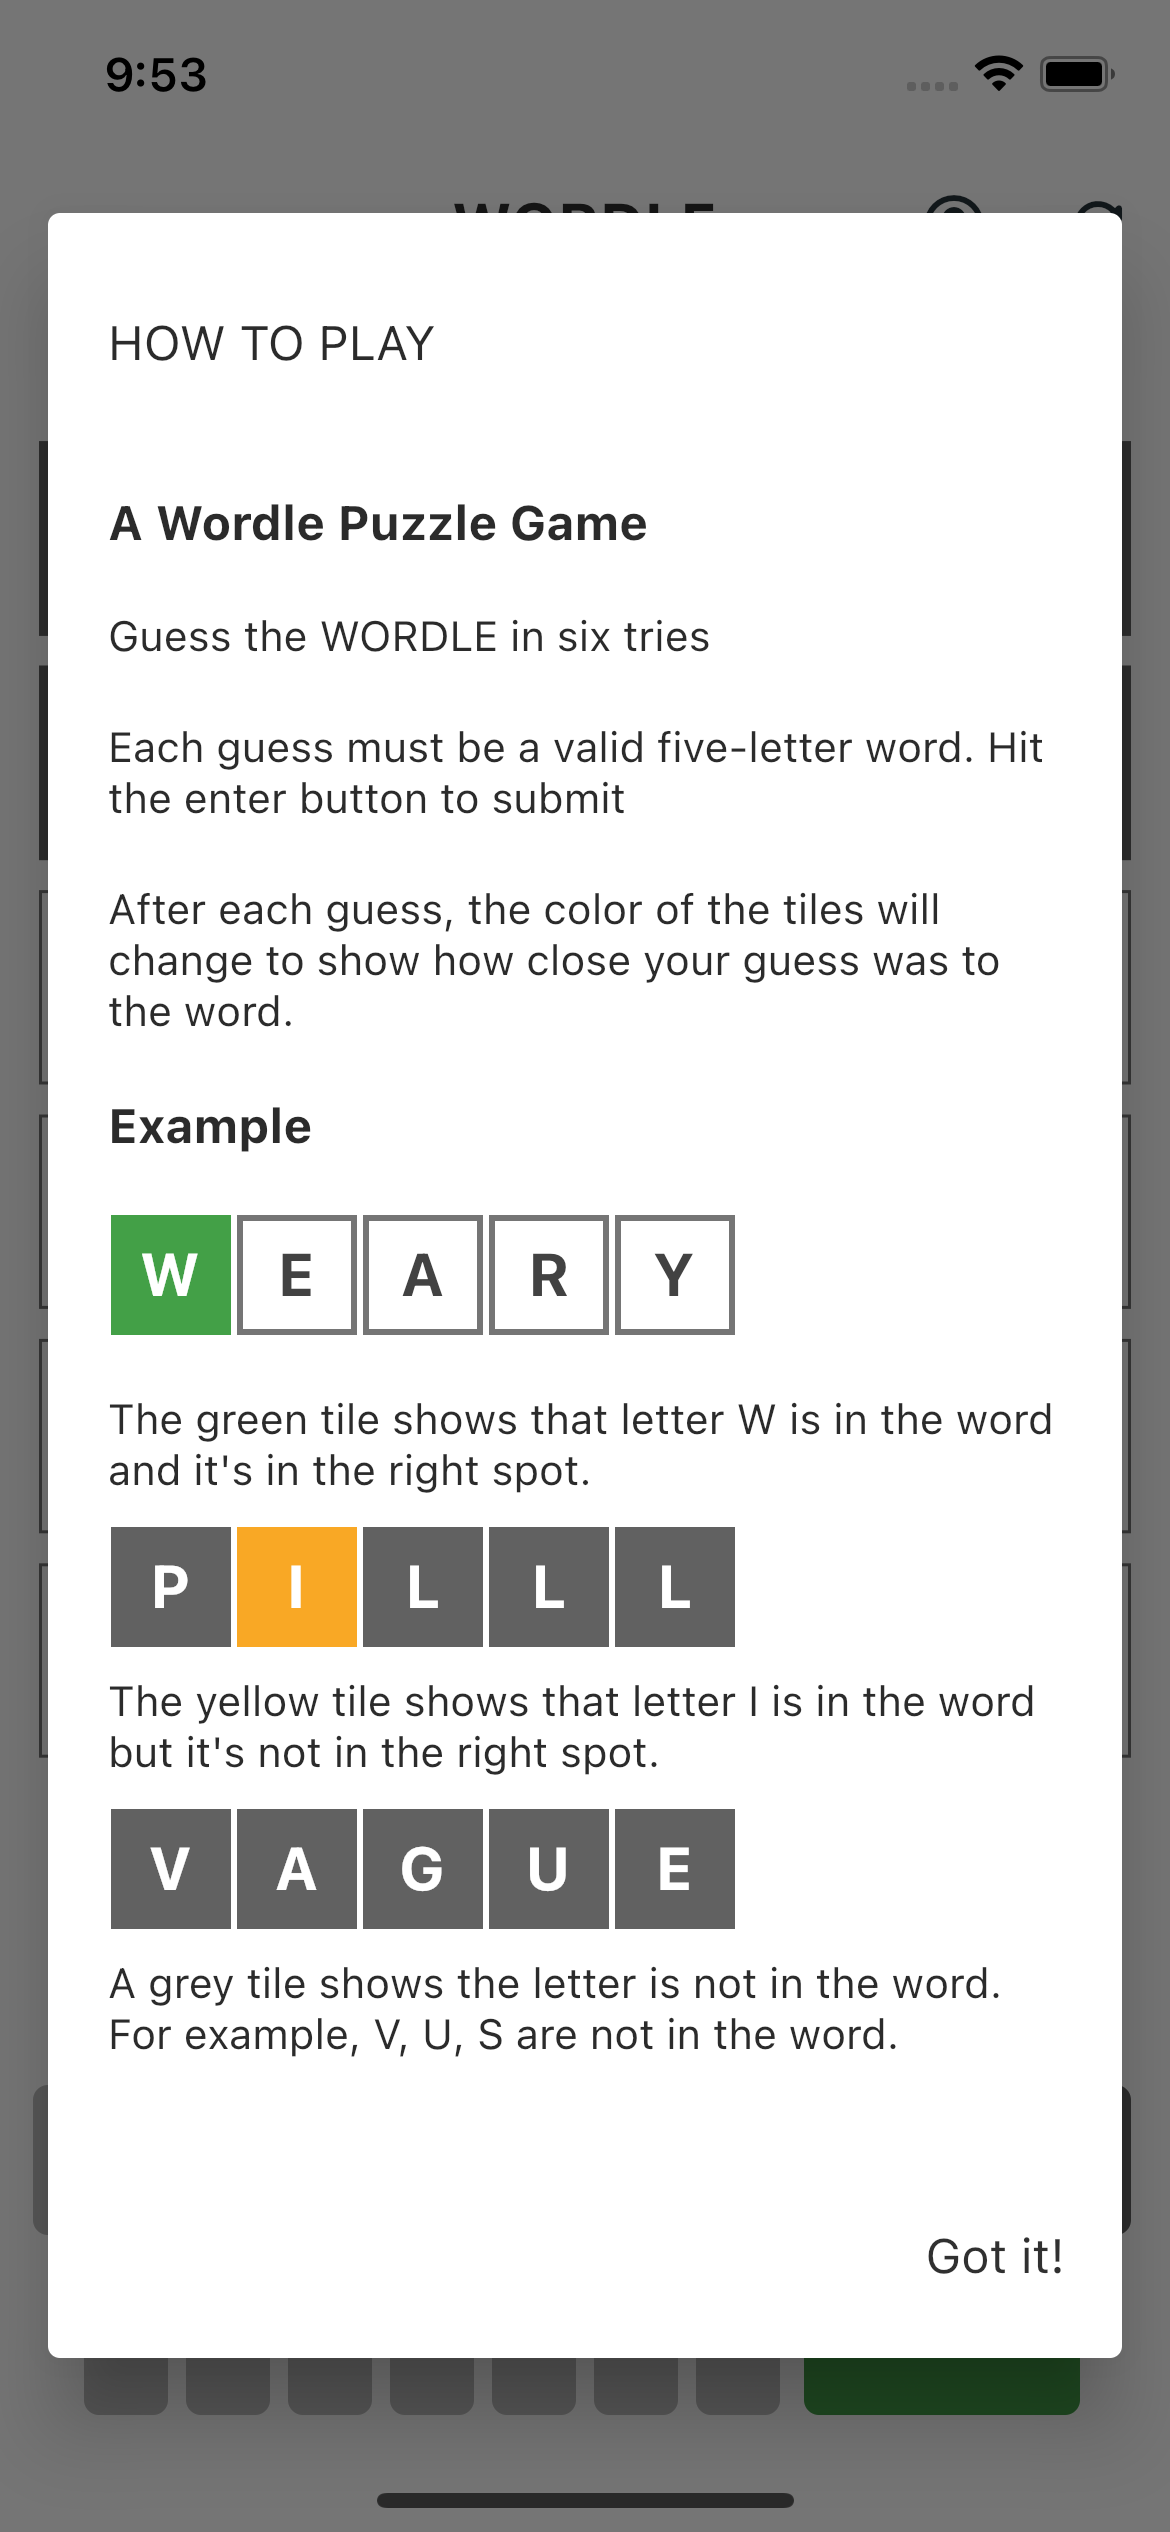 9:53
WORDLE
HOW TO PLAY
A Wordle Puzzle Game
Guess the WORDLE in six tries
Each guess must be a valid five-letter word. Hit
the enter button to submit
After each guess, the color of the tiles will
change to show how close your guess was to
the word.
Example
W E A R Y
The green tile shows that letter W is in the word
and it's in the right spot.
P I L L L
The yellow tile shows that letter I is in the word
but it's not in the right spot.
V A G U E
A grey tile shows the letter is not in the word.
For example, V, U, S are not in the word.
Got it!